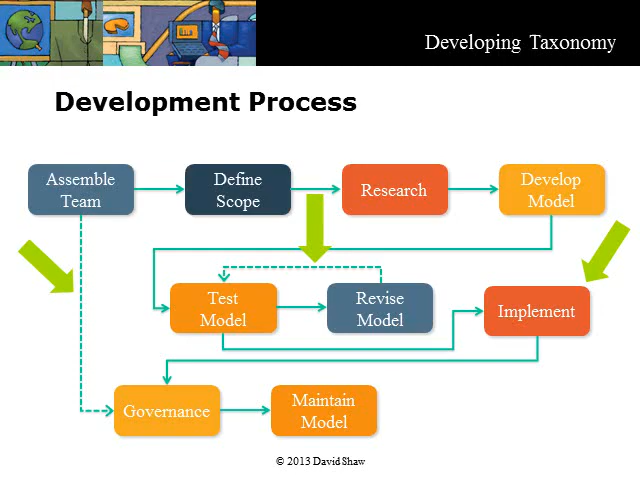 Developing Taxonomy
Development Process
Assemble
Team
Define
Scope
Research
Develop
Model
Test
Model
Revise
Model
Implement
Governance
Maintain
Model
© 2013 David Shaw